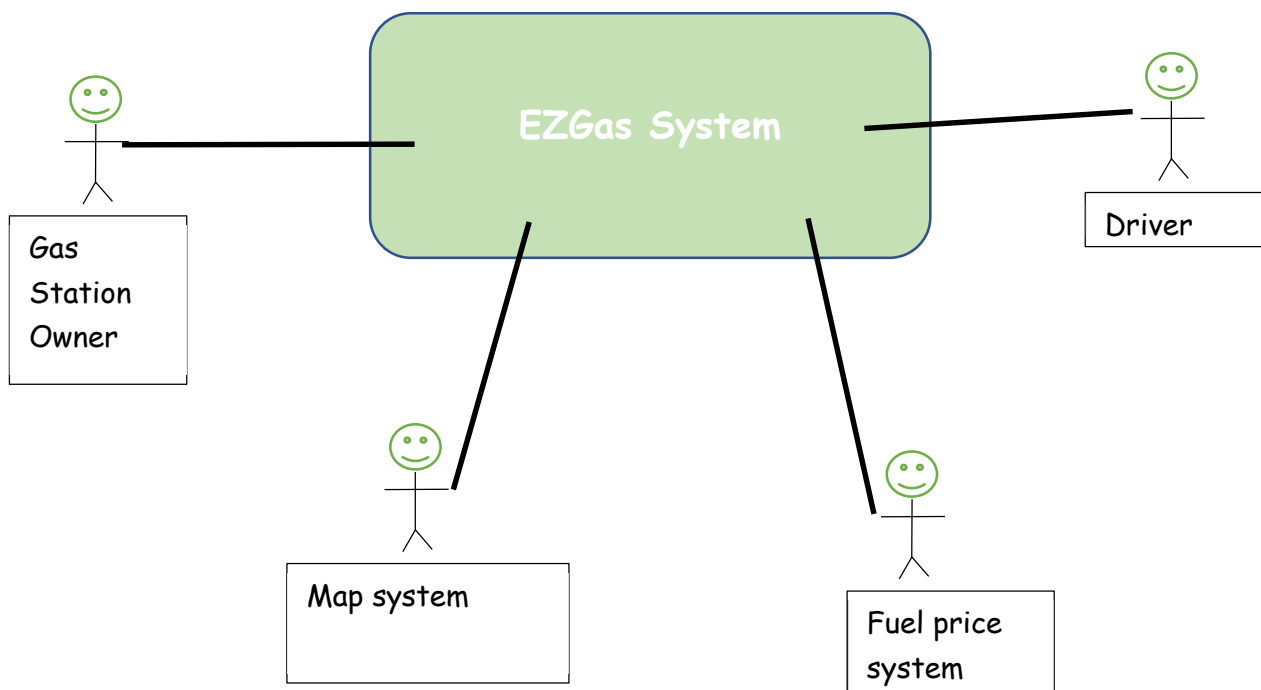 EZGas System
Gas
Station
Owner
Driver
Map system
Fuel price
system